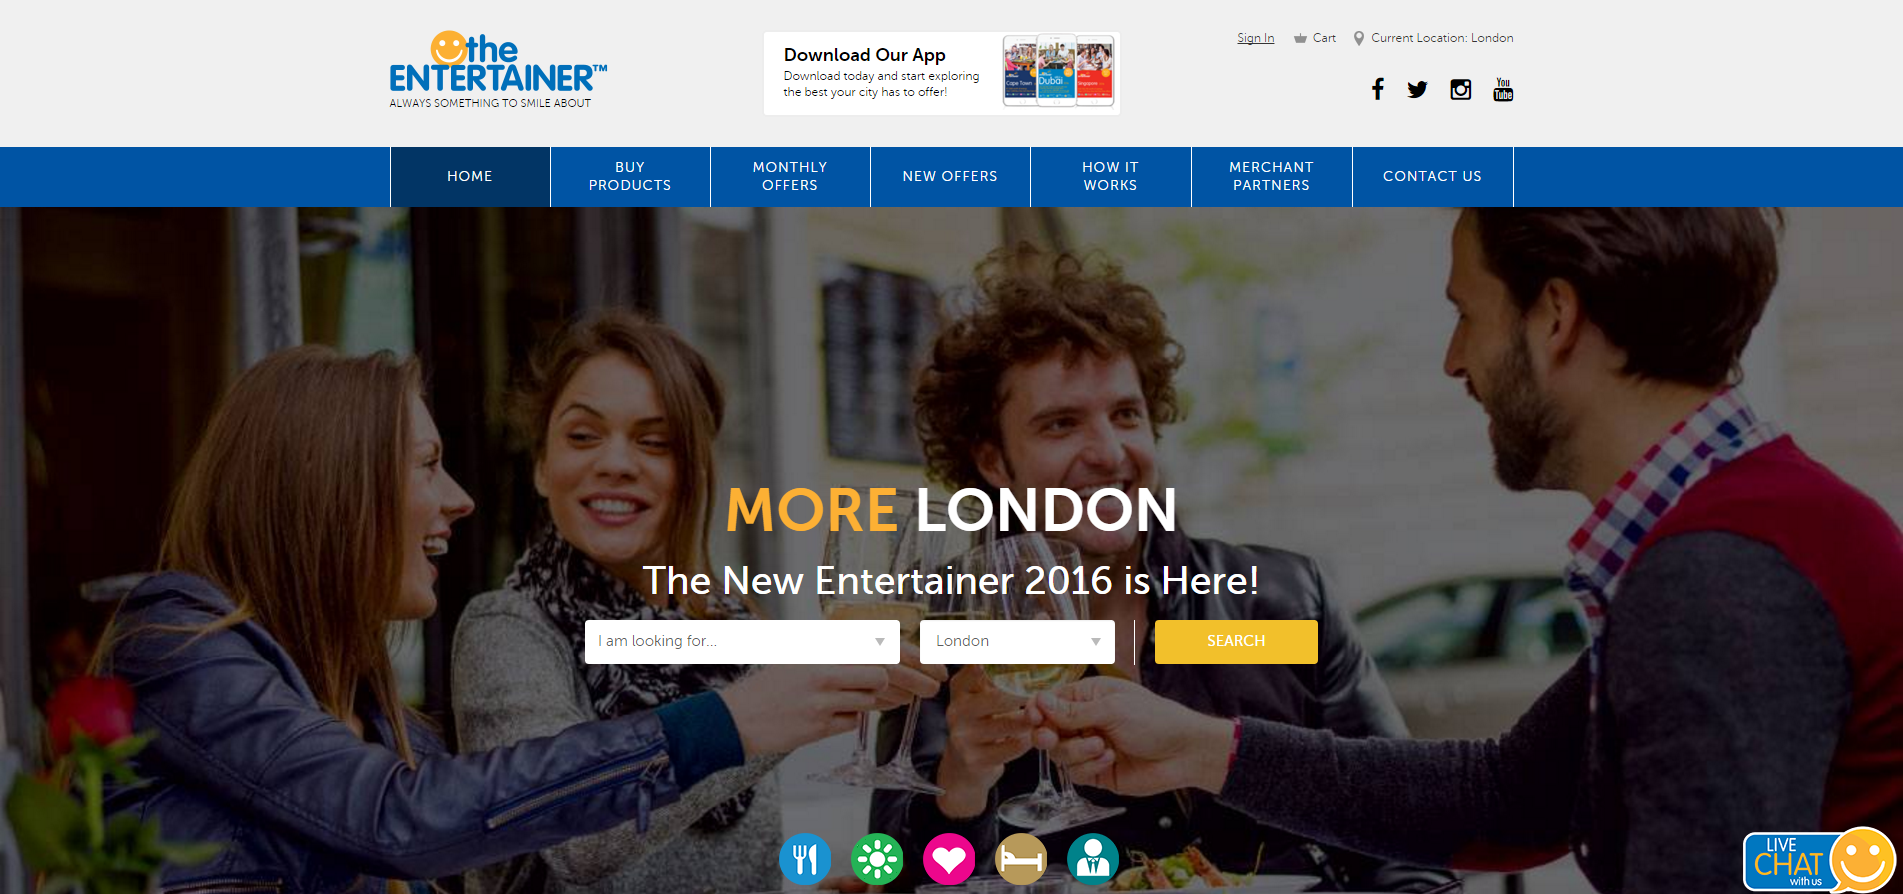 the
ENTERTAINER™
ALWAYS SOMETHING TO SMILE ABOUT
Download Our App
Download today and start exploring
the best your city has to offer!
Cape Town
Dubai
Singapore
Sign In
Cart
Current Location: London
You
Tube
HOME
BUY
PRODUCTS
MONTHLY
OFFERS
NEW OFFERS
HOW IT
WORKS
MERCHANT
PARTNERS
CONTACT US
MORE LONDON
The New Entertainer 2016 is Here!
I am looking for...
London
SEARCH
LIVE
CHAT
with us